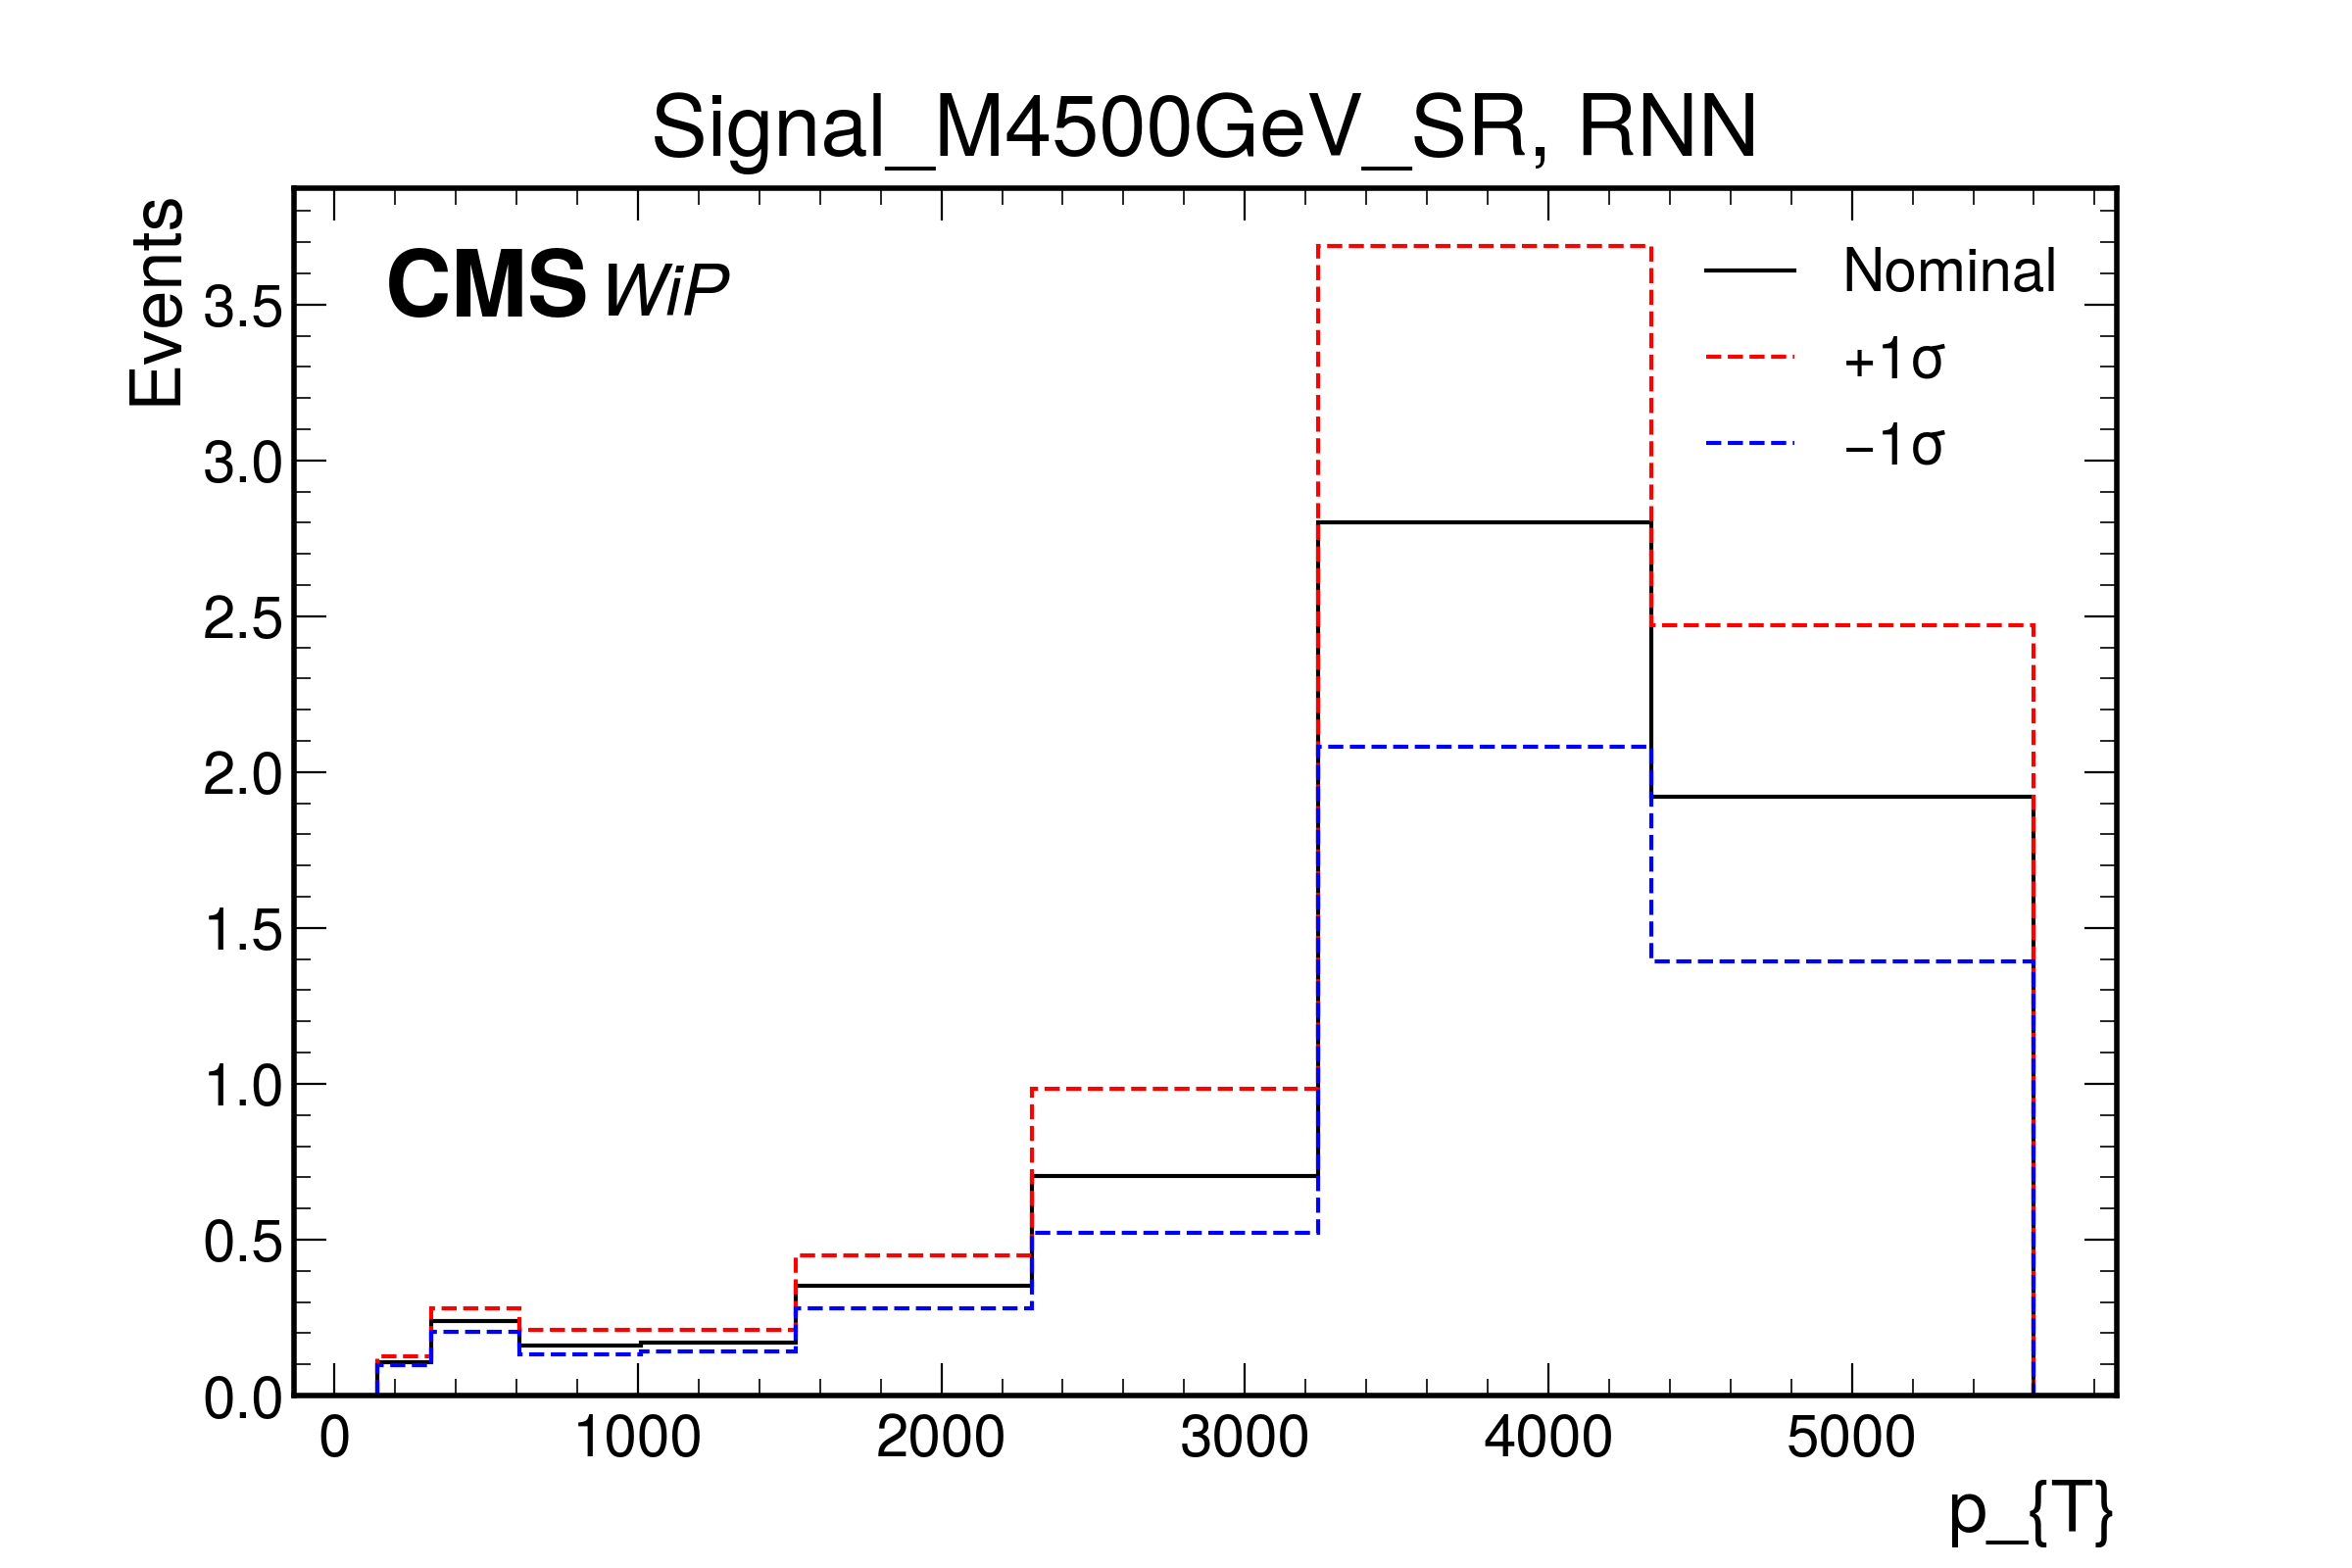 Signal_M4500GeV_SR, RNN
Events
CMS WiP
Nominal
+1σ
−1σ
3.5
3.0
2.5
2.0
1.5
1.0
0.5
0.0
0 1000 2000 3000 4000 5000
p_{T}